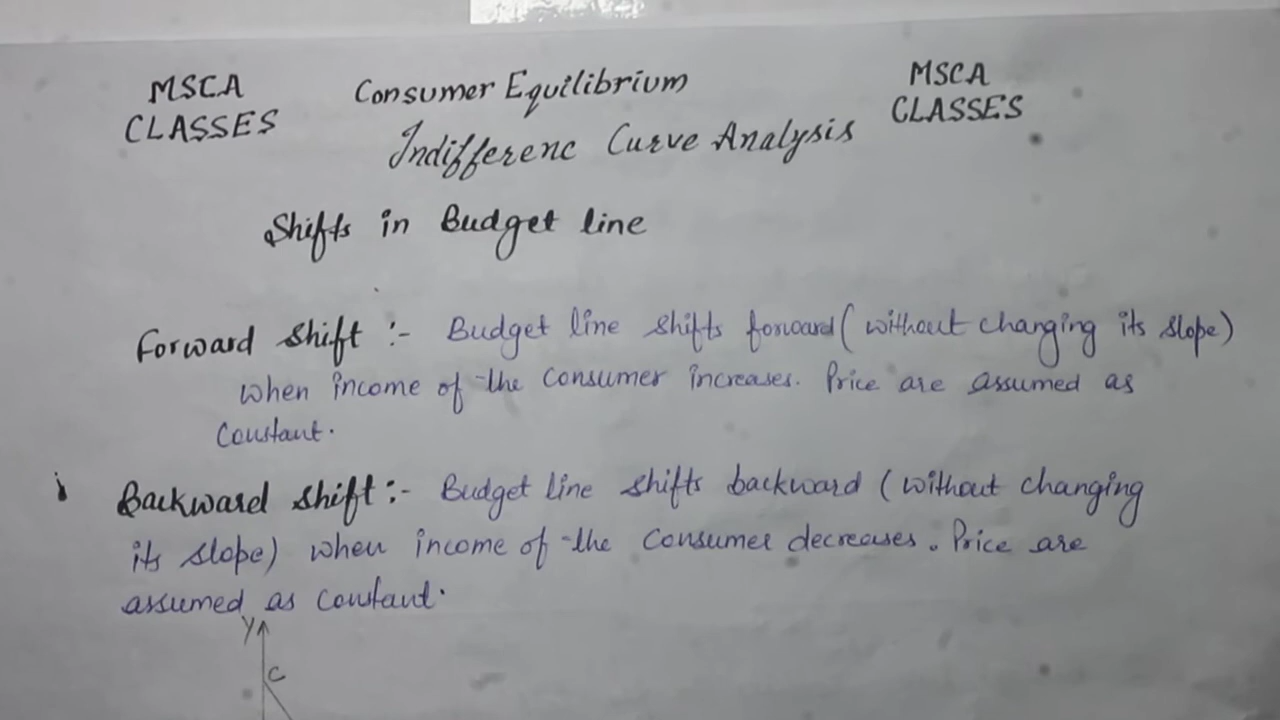 MSCA
CLASSES
Consumer Equilibrium
Indifferenc Curve Analysis
MSCA
CLASSES
Shifts in Budget line
Forward Shift :- Budget line shifts forward (without changing its slope)
when income of the consumer increases. Price are assumed as
Constant.
Backward shift :- Budget line shifts backward (without changing
its slope) when income of the consumer decreases. Price are
assumed as constant.
Y
C